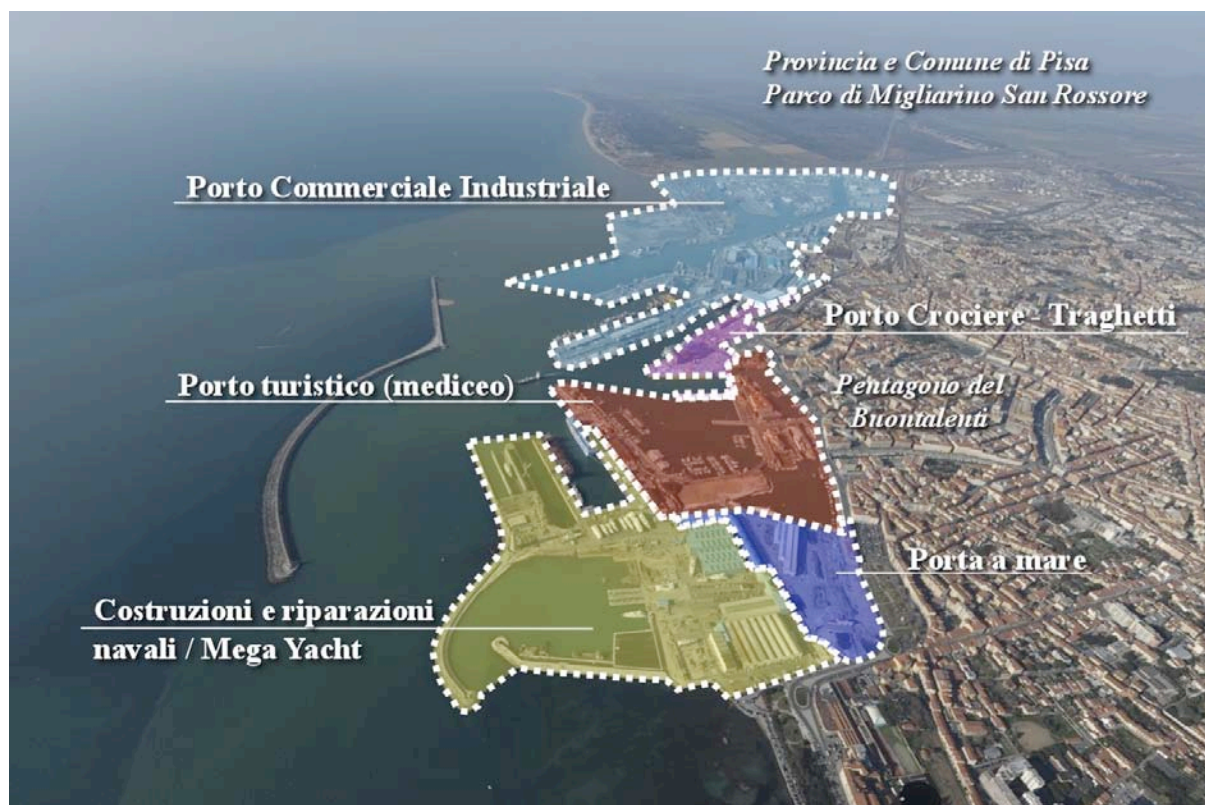 Provincia e Comune di Pisa
Parco di Migliarino San Rossore
Porto Commerciale Industriale
Porto Crociere - Traghetti
Porto turistico (mediceo)
Pentagono del
Buontalenti
Porta a mare
Costruzioni e riparazioni
navali / Mega Yacht